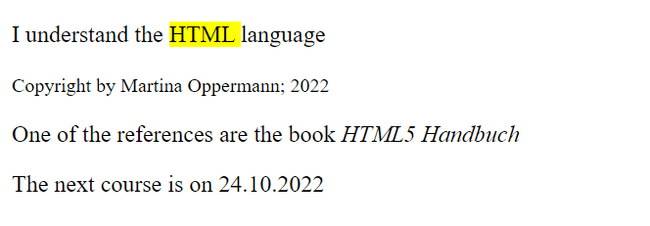 I understand the HTML language
Copyright by Martina Oppermann; 2022
One of the references are the book HTML5 Handbuch
The next course is on 24.10.2022